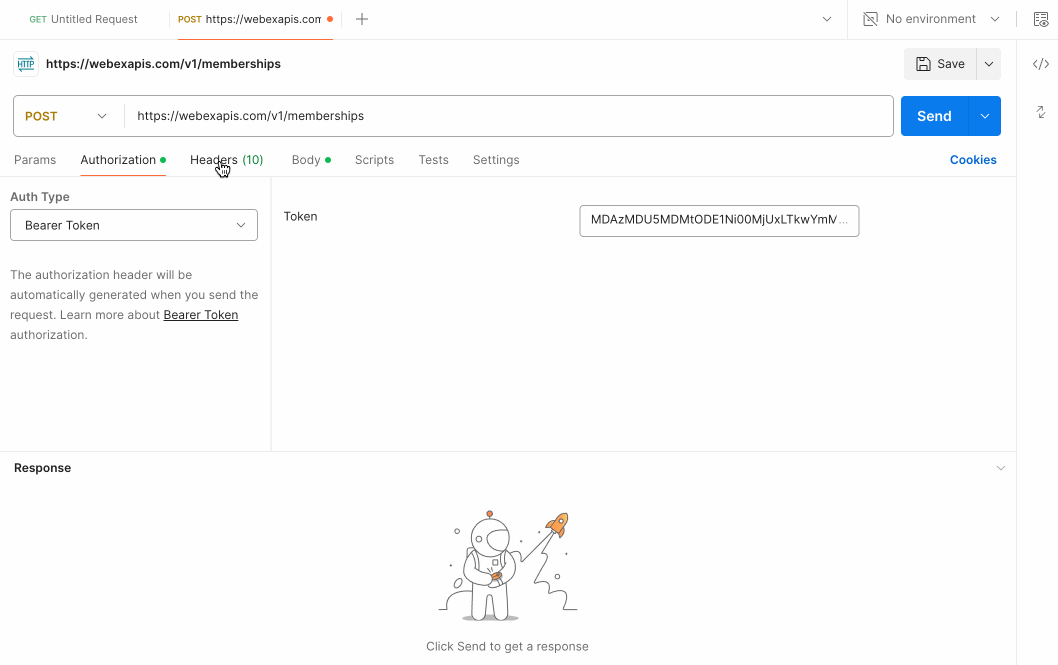 GET Untitled Request
POST https://webexapis.com
No environment
HTTP https://webexapis.com/v1/memberships
Save
POST https://webexapis.com/v1/memberships
Send
Params Authorization Headers (10) Body Scripts Tests Settings Cookies
Auth Type
Bearer Token
The authorization header will be
automatically generated when you send the
request. Learn more about Bearer Token
authorization.
Token
MDAzMDU5MDMtODE1Ni00MjUxLTkwYmM...
Response
Click Send to get a response